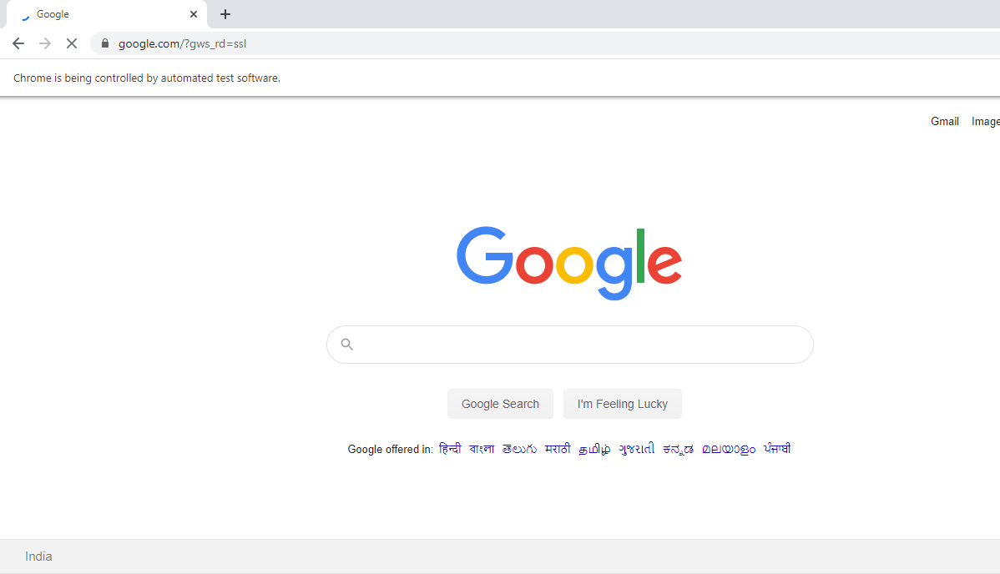 Google
google.com/?gws_rd=ssl
Chrome is being controlled by automated test software.
Gmail Image
Google
Google Search I'm Feeling Lucky
Google offered in: हिन्दी বাংলা తెలుగు मराठी தமிழ் ગુજરાતી ಕನ್ನಡ മലയാളം ਪੰਜਾਬੀ
India